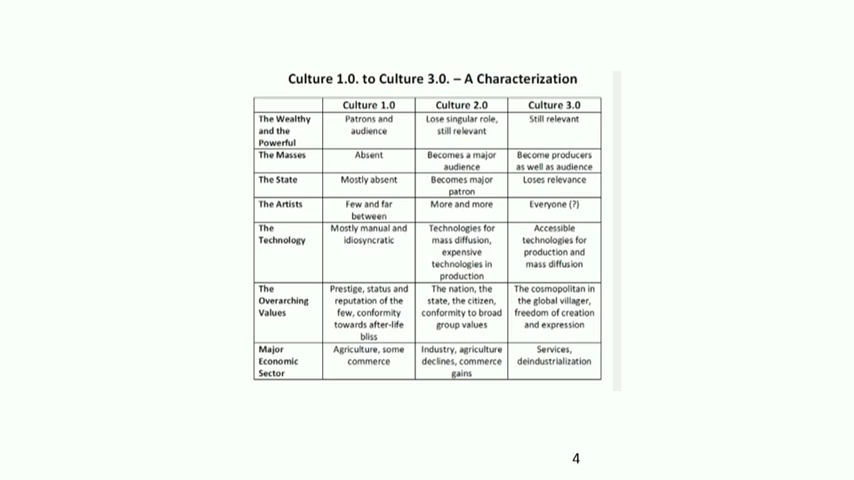 Culture 1.0. to Culture 3.0. – A Characterization
Culture 1.0 Culture 2.0 Culture 3.0
The Wealthy and the Powerful
Patrons and audience
Lose singular role, still relevant
Still relevant
The Masses
Absent
Becomes a major audience
Become producers as well as audience
The State
Mostly absent
Becomes major patron
Loses relevance
The Artists
Few and far between
More and more
Everyone (?)
The Technology
Mostly manual and idiosyncratic
Technologies for mass diffusion, expensive technologies in production
Accessible technologies for production and mass diffusion
The Overarching Values
Prestige, status and reputation of the few, conformity towards after-life bliss
The nation, the state, the citizen, conformity to broad group values
The cosmopolitan in the global villager, freedom of creation and expression
Major Economic Sector
Agriculture, some commerce
Industry, agriculture declines, commerce gains
Services, deindustrialization
4